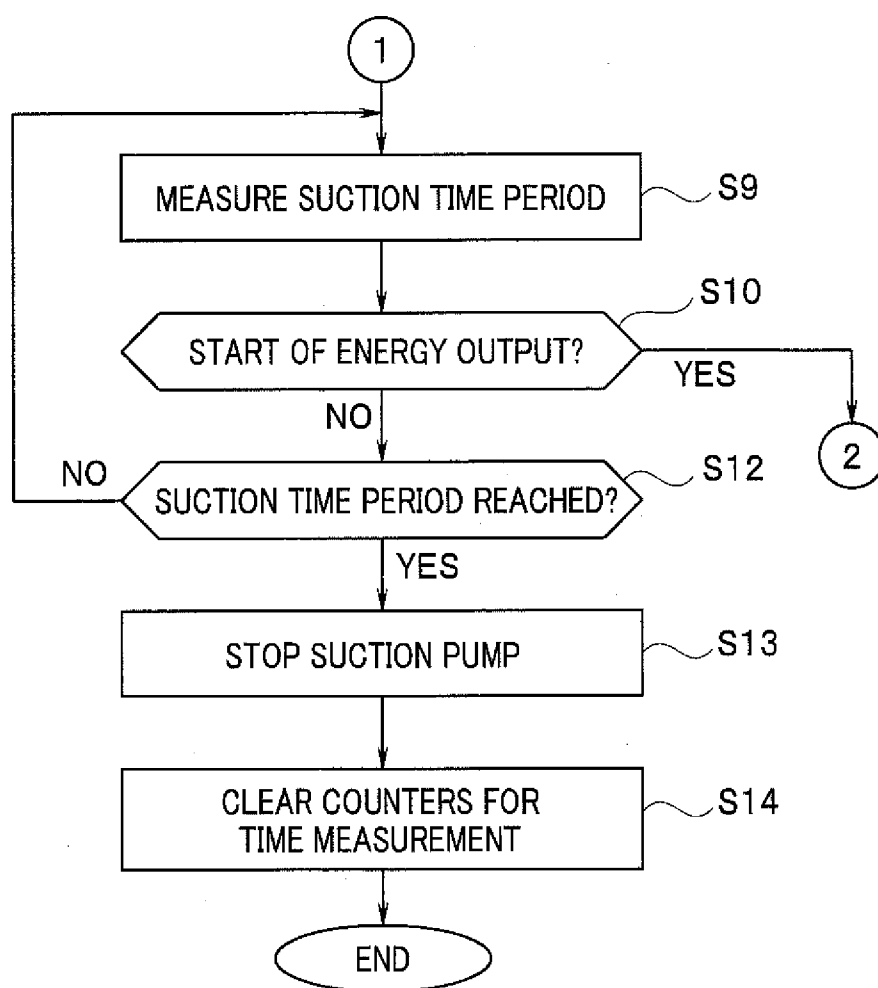 1
MEASURE SUCTION TIME PERIOD
S9
S10
START OF ENERGY OUTPUT?
YES
NO
2
NO
S12
SUCTION TIME PERIOD REACHED?
YES
STOP SUCTION PUMP
S13
CLEAR COUNTERS FOR
TIME MEASUREMENT
S14
END